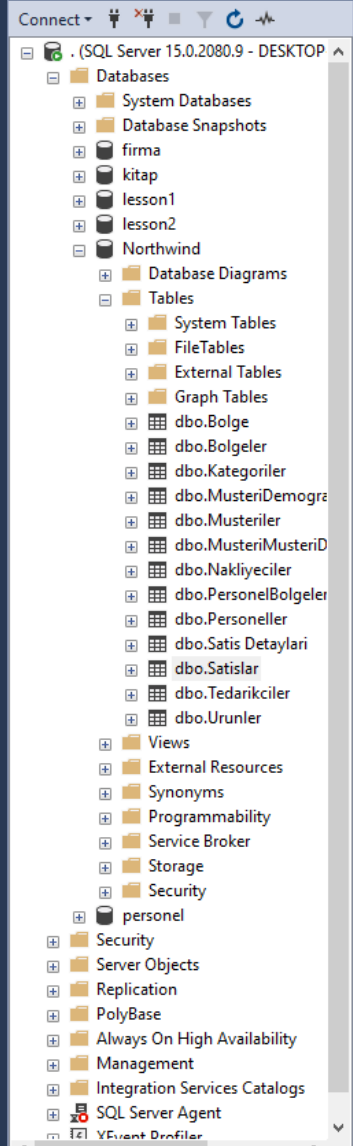 Connect
. (SQL Server 15.0.2080.9 - DESKTOP
Databases
System Databases
Database Snapshots
firma
kitap
lesson1
lesson2
Northwind
Database Diagrams
Tables
System Tables
FileTables
External Tables
Graph Tables
dbo.Bolge
dbo.Bolgeler
dbo.Kategoriler
dbo.MusteriDemogra
dbo.Musteriler
dbo.MusteriMusteriD
dbo.Nakliyeciler
dbo.PersonelBolgeler
dbo.Personeller
dbo.Satis Detaylari
dbo.Satislar
dbo.Tedarikciler
dbo.Urunler
Views
External Resources
Synonyms
Programmability
Service Broker
Storage
Security
personel
Security
Server Objects
Replication
PolyBase
Always On High Availability
Management
Integration Services Catalogs
SQL Server Agent
XEvent Profiler